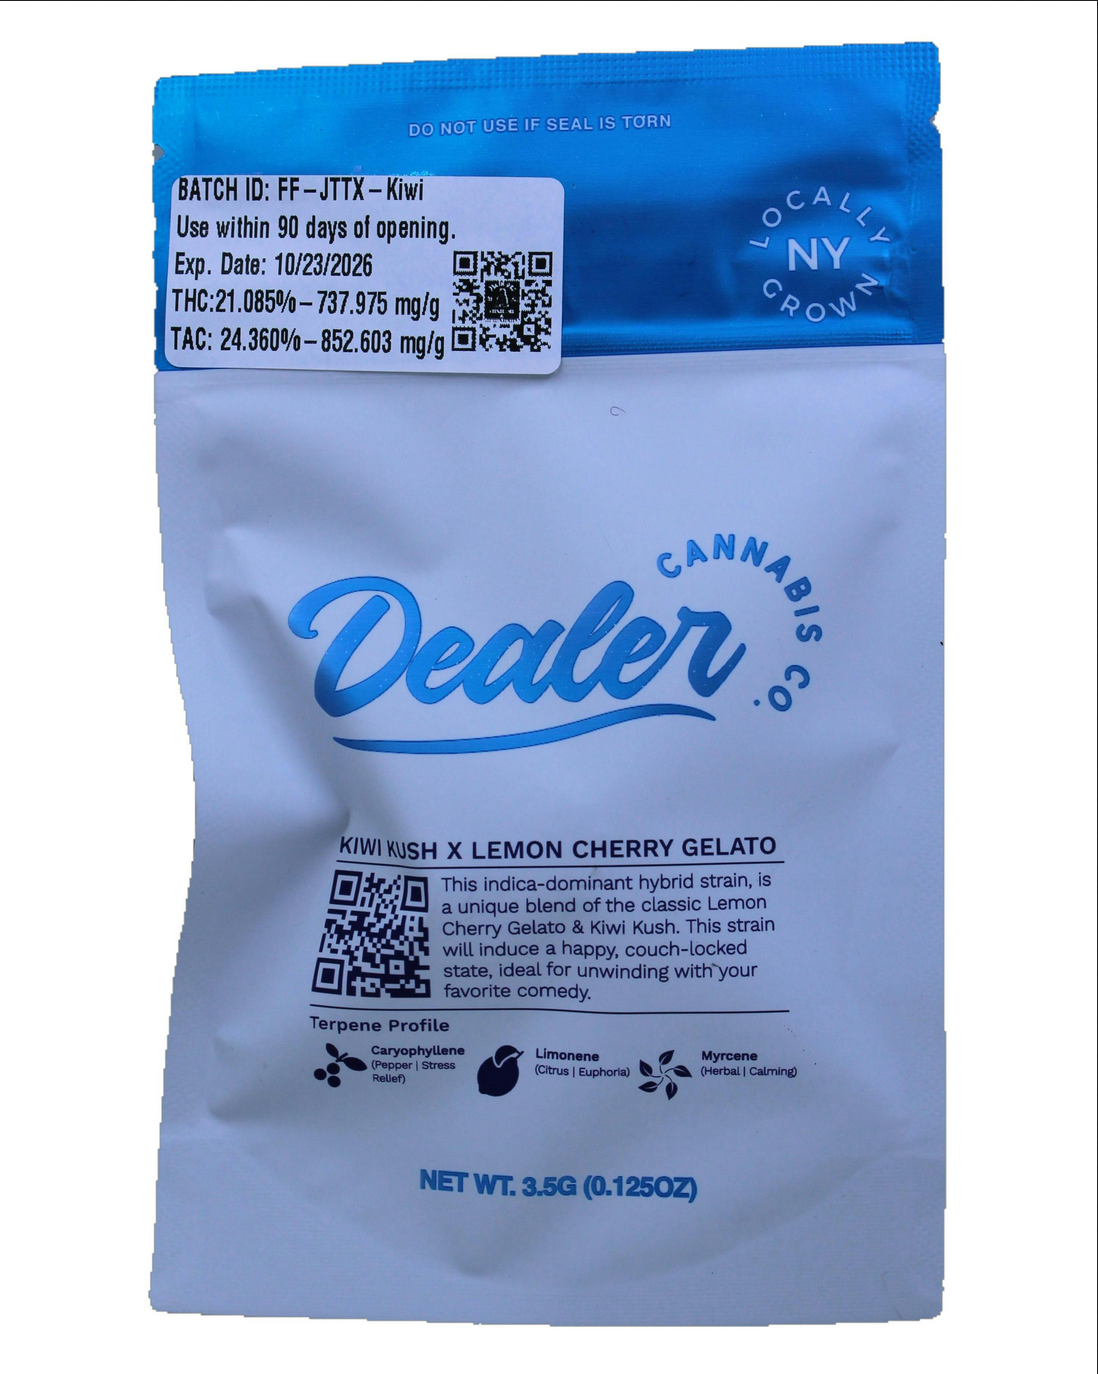 DO NOT USE IF SEAL IS TORN
BATCH ID: FF-JTTX-Kiwi
Use within 90 days of opening.
Exp. Date: 10/23/2026
THC:21.085%-737.975 mg/g
TAC: 24.360%-852.603 mg/g
LOCALLY
NY
GROWN
Dealer
CANNABIS CO.
KIWI KUSH X LEMON CHERRY GELATO
This indica-dominant hybrid strain, is
a unique blend of the classic Lemon
Cherry Gelato & Kiwi Kush. This strain
will induce a happy, couch-locked
state, ideal for unwinding with your
favorite comedy.
Terpene Profile
Caryophyllene
(Pepper | Stress
Relief)
Limonene
(Citrus | Euphoria)
Myrcene
(Herbal | Calming)
NET WT. 3.5G (0.125OZ)